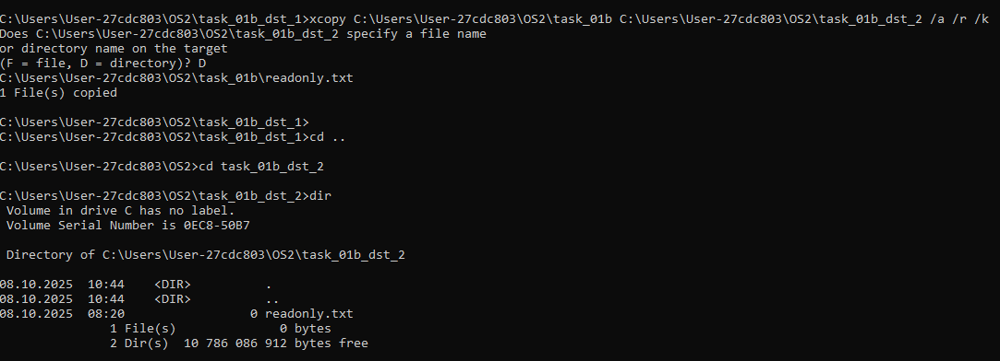 C:\Users\User-27cdc803\OS2\task_01b_dst_1>xcopy C:\Users\User-27cdc803\OS2\task_01b C:\Users\User-27cdc803\OS2\task_01b_dst_2 /a /r /k
Does C:\Users\User-27cdc803\OS2\task_01b_dst_2 specify a file name
or directory name on the target
(F = file, D = directory)? D
C:\Users\User-27cdc803\OS2\task_01b\readonly.txt
1 File(s) copied
C:\Users\User-27cdc803\OS2\task_01b_dst_1>
C:\Users\User-27cdc803\OS2\task_01b_dst_1>cd ..
C:\Users\User-27cdc803\OS2>cd task_01b_dst_2
C:\Users\User-27cdc803\OS2\task_01b_dst_2>dir
Volume in drive C has no label.
Volume Serial Number is 0EC8-50B7
Directory of C:\Users\User-27cdc803\OS2\task_01b_dst_2
08.10.2025  10:44    <DIR>          .
08.10.2025  10:44    <DIR>          ..
08.10.2025  08:20                 0 readonly.txt
1 File(s)              0 bytes
2 Dir(s)  10 786 086 912 bytes free